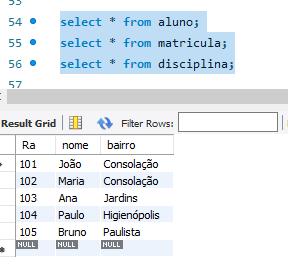 53
54 select * from aluno;
55 select * from matricula;
56 select * from disciplina;
57
Result Grid Filter Rows:
Ra nome bairro
101 João Consolação
102 Maria Consolação
103 Ana Jardins
104 Paulo Higienópolis
105 Bruno Paulista
NULL NULL NULL